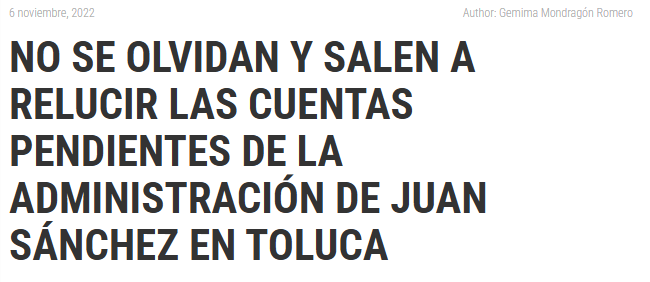 6 noviembre, 2022
Author: Gemima Mondragón Romero
NO SE OLVIDAN Y SALEN A
RELUCIR LAS CUENTAS
PENDIENTES DE LA
ADMINISTRACIÓN DE JUAN
SÁNCHEZ EN TOLUCA